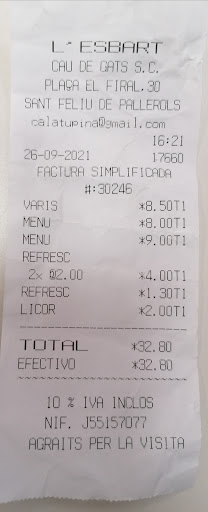 L'ESBART
CAU DE GATS S.C.
PLAÇA EL FIRAL,30
SANT FELIU DE PALLEROLS
calatupina@gmail.com
16:21
26-09-2021 17660
FACTURA SIMPLIFICADA
#:30246
VARIS *8.50T1
MENU *8.00T1
MENU *9.00T1
REFRESC
2x @2.00 *4.00T1
REFRESC *1.30T1
LICOR *2.00T1
TOTAL *32.80
EFECTIVO *32.80
10 % IVA INCLOS
NIF. J55157077
AGRAITS PER LA VISITA